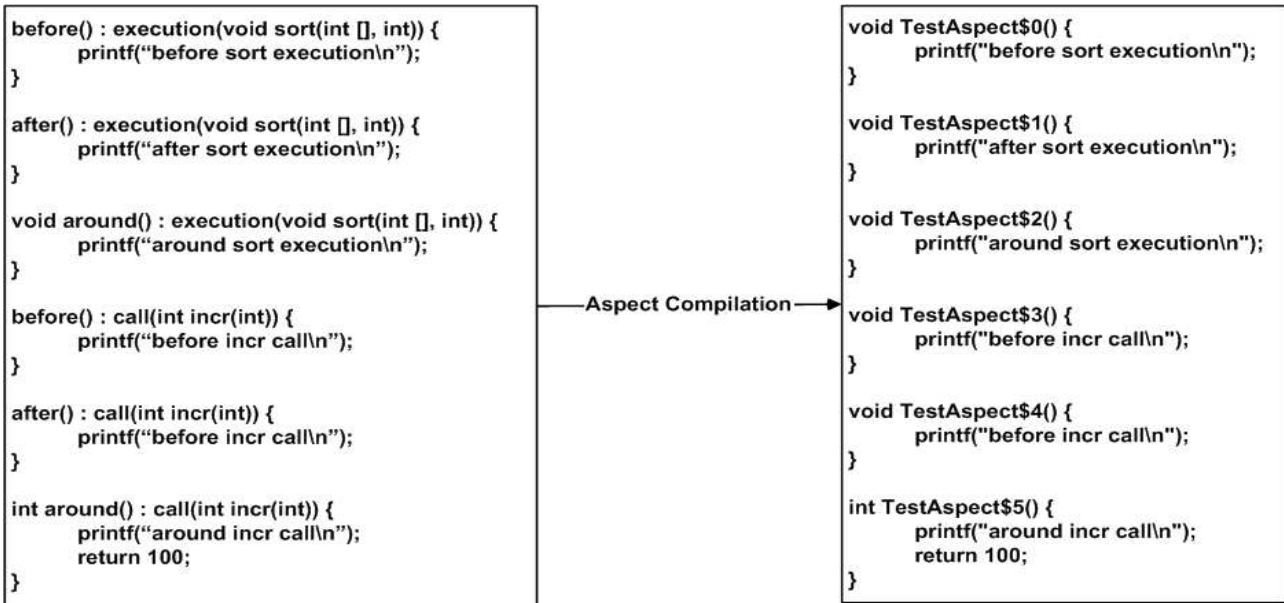 before() : execution(void sort(int [], int)) {
printf(“before sort execution\n”);
}
after() : execution(void sort(int [], int)) {
printf(“after sort execution\n”);
}
void around() : execution(void sort(int [], int)) {
printf(“around sort execution\n”);
}
before() : call(int incr(int)) {
printf(“before incr call\n”);
}
after() : call(int incr(int)) {
printf(“before incr call\n”);
}
int around() : call(int incr(int)) {
printf(“around incr call\n”);
return 100;
}
Aspect Compilation
void TestAspect$0() {
printf("before sort execution\n");
}
void TestAspect$1() {
printf("after sort execution\n");
}
void TestAspect$2() {
printf("around sort execution\n");
}
void TestAspect$3() {
printf("before incr call\n");
}
void TestAspect$4() {
printf("before incr call\n");
}
int TestAspect$5() {
printf("around incr call\n");
return 100;
}